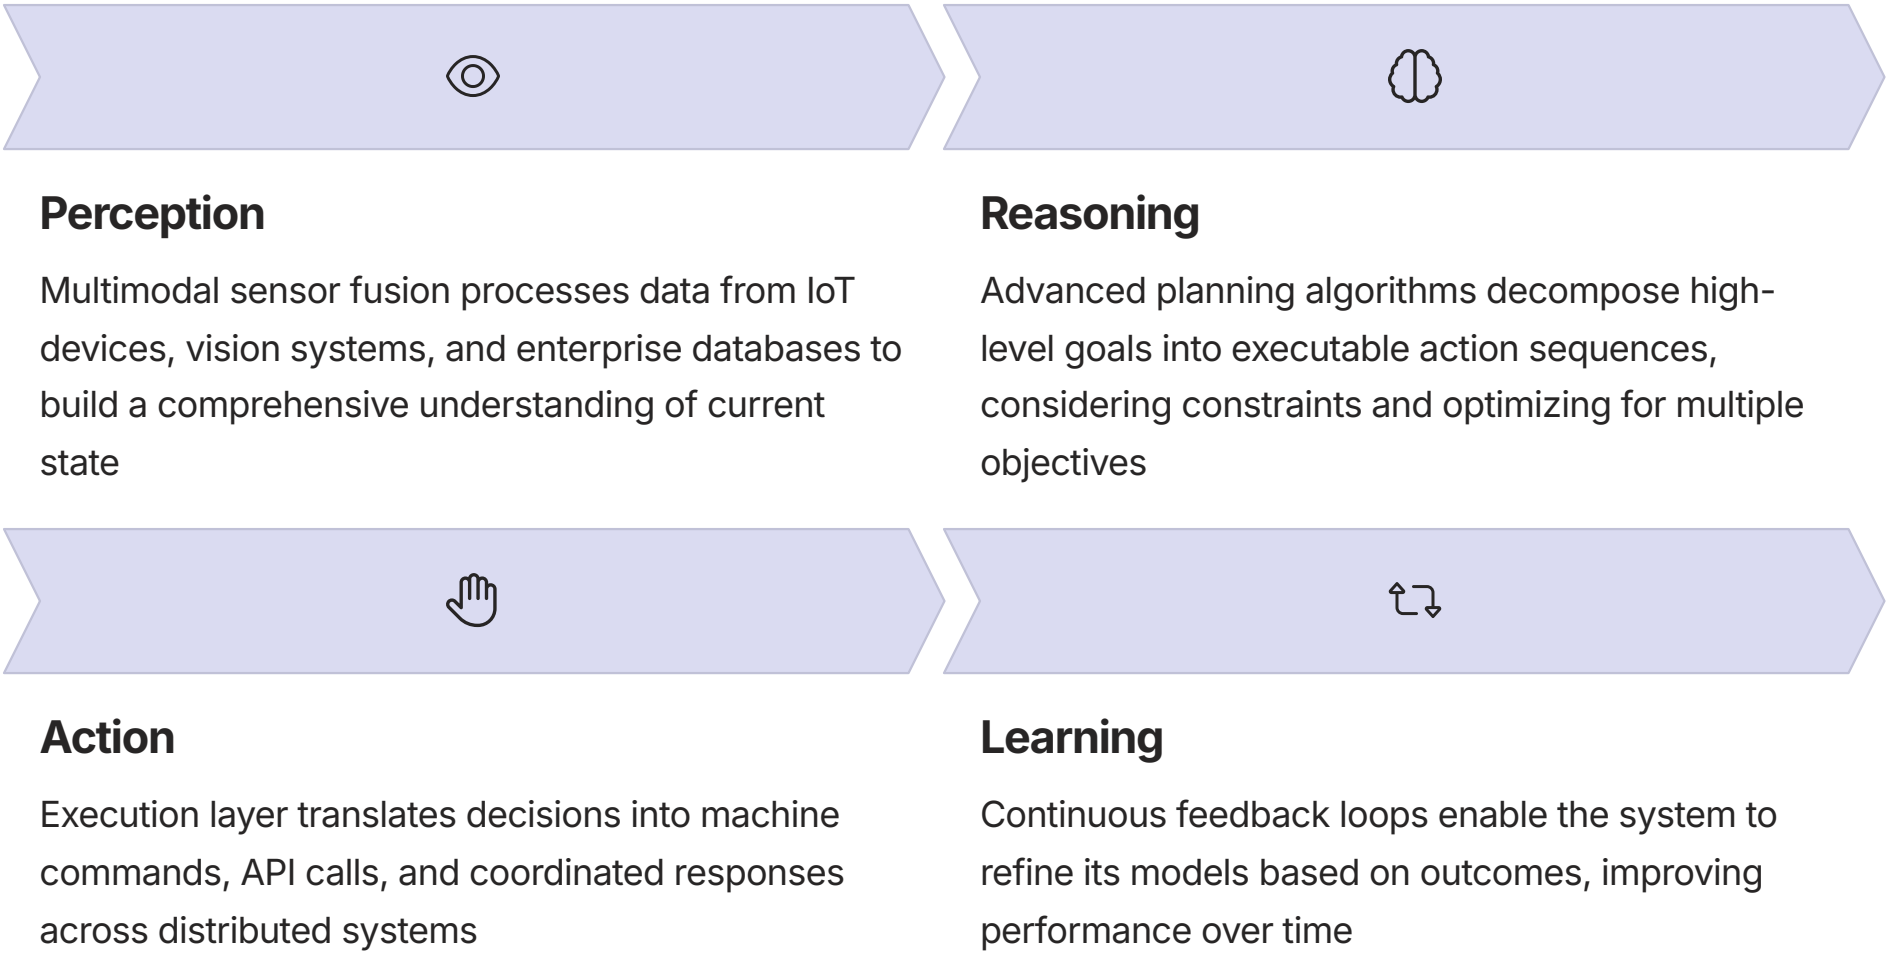 Perception
Multimodal sensor fusion processes data from IoT
devices, vision systems, and enterprise databases to
build a comprehensive understanding of current
state
Reasoning
Advanced planning algorithms decompose high-
level goals into executable action sequences,
considering constraints and optimizing for multiple
objectives
Action
Execution layer translates decisions into machine
commands, API calls, and coordinated responses
across distributed systems
Learning
Continuous feedback loops enable the system to
refine its models based on outcomes, improving
performance over time